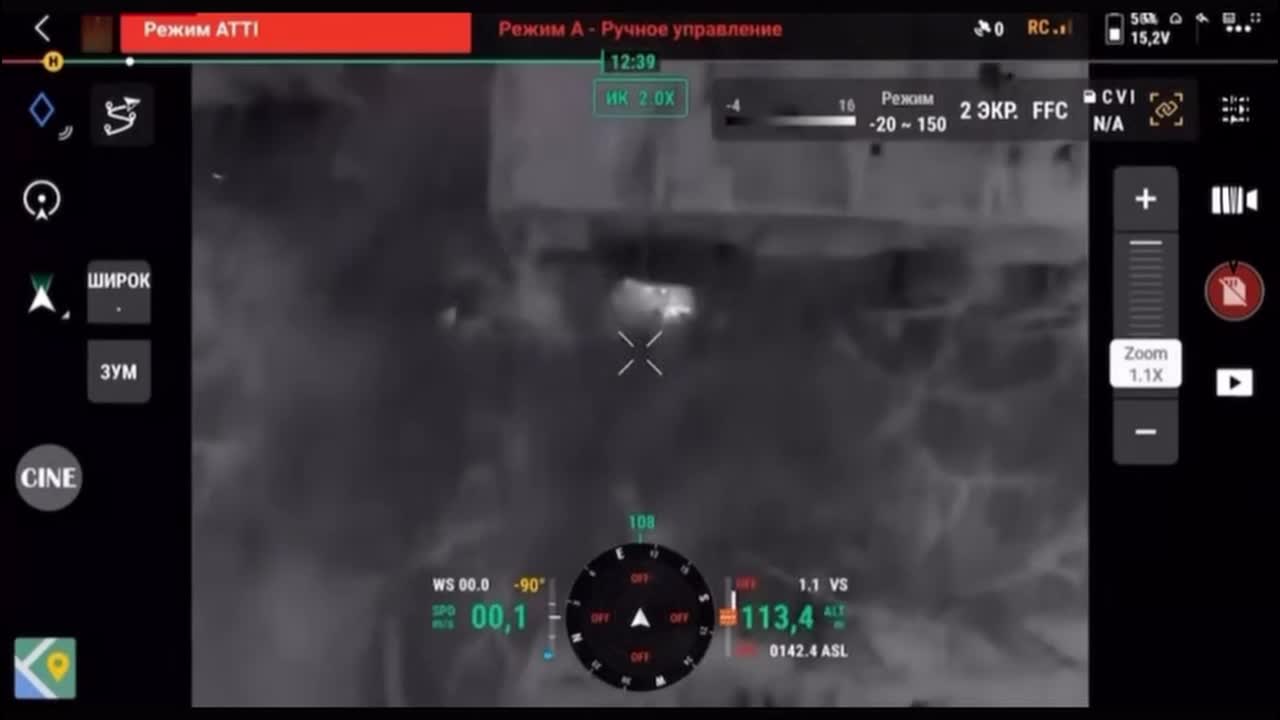 Режим ATTI
Режим A - Ручное управление
0
RC
15,2V
H
12:39
ИК 2.0X
-4
16
Режим
-20 ~ 150
2 ЭКР.
FFC
CVI
N/A
ШИРОК
.
ЗУМ
Zoom
1.1X
CINE
108
WS 00.0
-90°
SPD
m/s
00,1
E
S
W
N
OFF
OFF
OFF
OFF
1.1 VS
113,4
ALT
m
0142.4 ASL